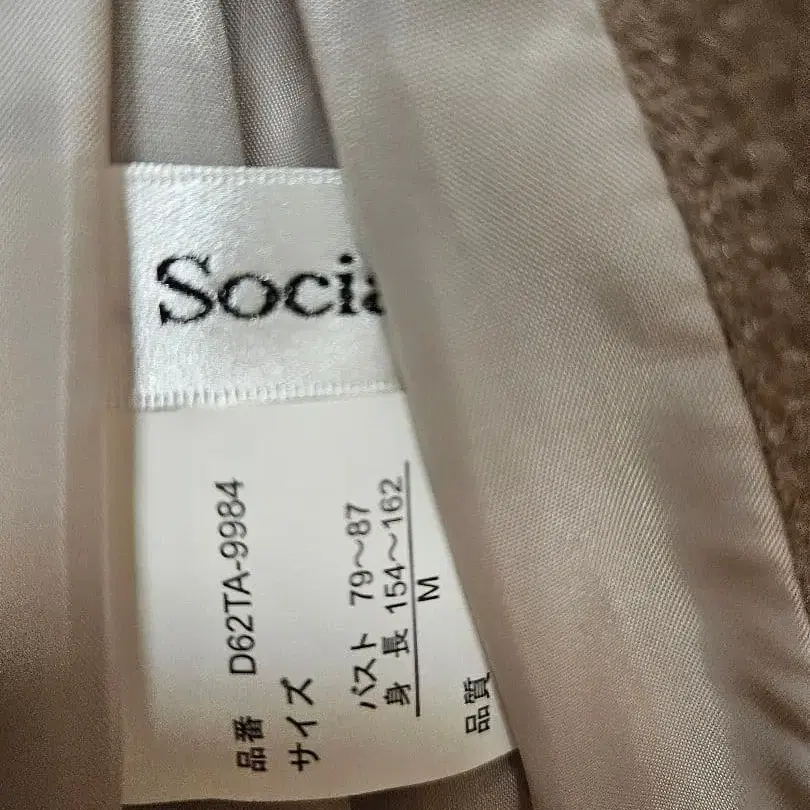 Socia
品番 D62TA-9984
サイズ
バスト 79～87
身長 154～162
M
品質